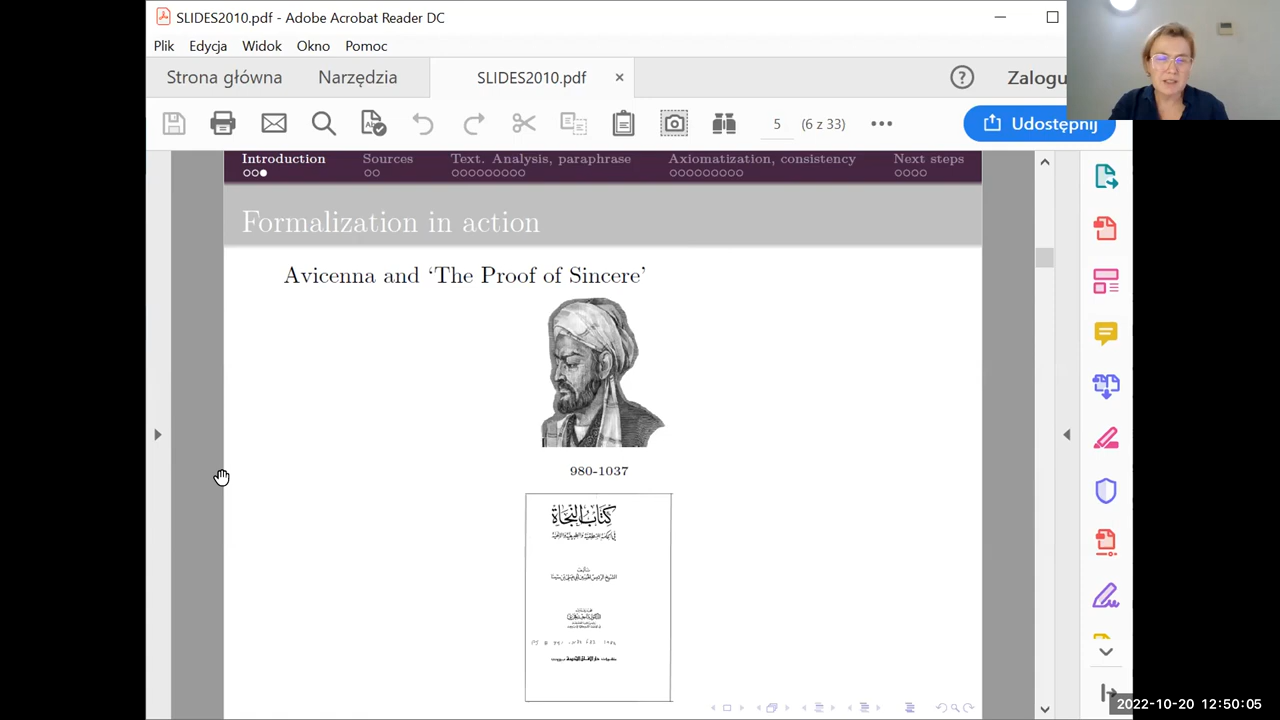 SLIDES2010.pdf - Adobe Acrobat Reader DC
Plik Edycja Widok Okno Pomoc
Strona główna Narzędzia SLIDES2010.pdf × Zalogu
5 (6 z 33) Udostępnij
Introduction Sources Text. Analysis, paraphrase Axiomatization, consistency Next steps
Formalization in action
Avicenna and ‘The Proof of Sincere’
980-1037
كتاب النجاة
تأليف
2022-10-20 12:50:05